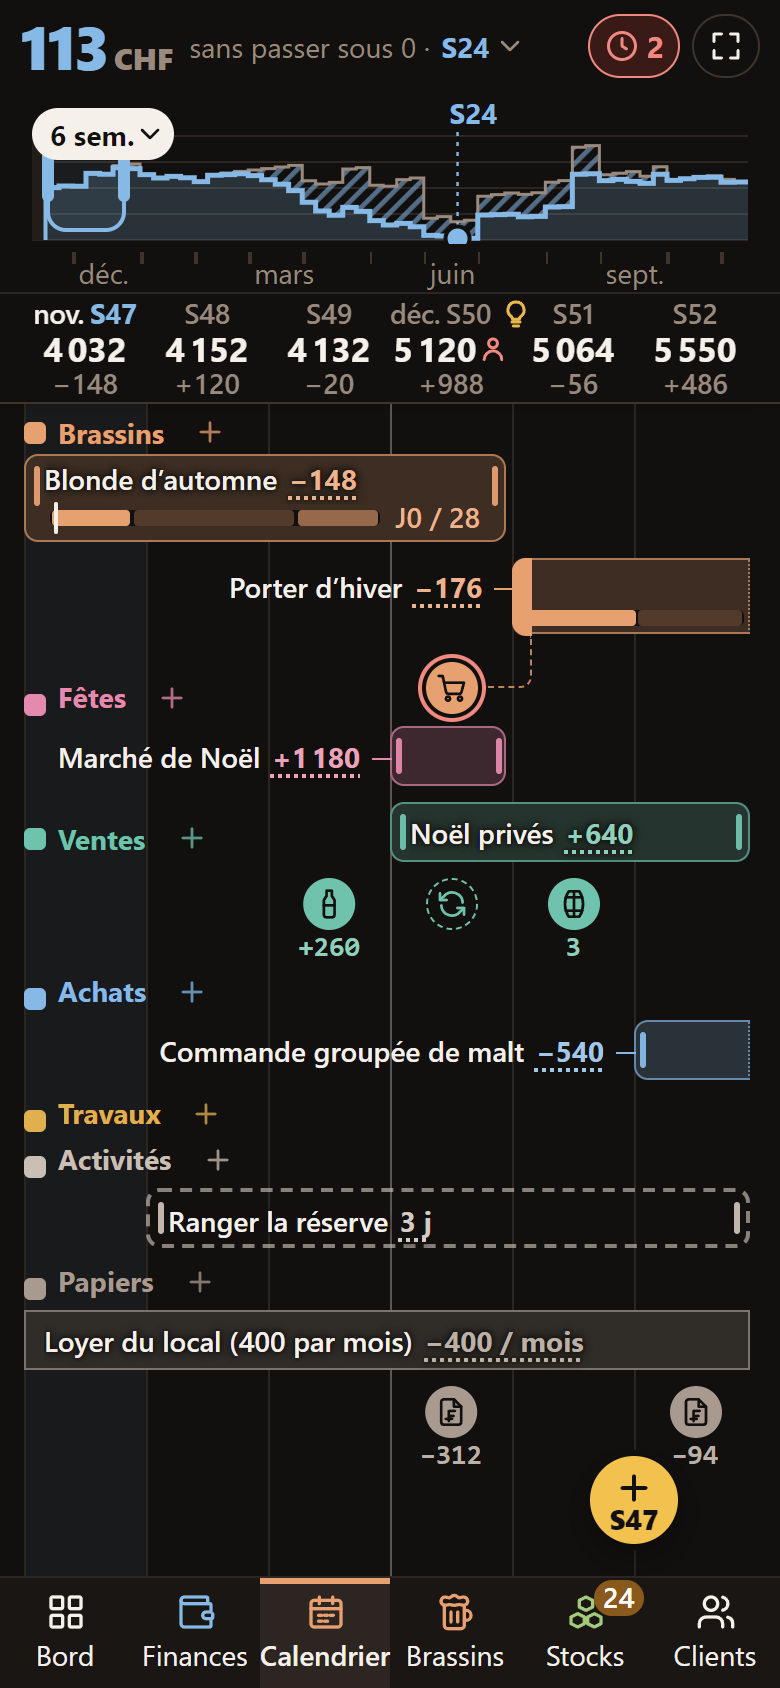 113 CHF sans passer sous 0 · S24
2
6 sem.
S24
déc. mars juin sept.
nov. S47 S48 S49 déc. S50 S51 S52
4 032 4 152 4 132 5 120 5 064 5 550
−148 +120 −20 +988 −56 +486
Brassins +
Blonde d’automne −148
J0 / 28
Porter d’hiver −176
Fêtes +
Marché de Noël +1 180
Ventes +
Noël privés +640
+260 3
Achats +
Commande groupée de malt −540
Travaux +
Activités +
Ranger la réserve 3 j
Papiers +
Loyer du local (400 par mois) −400 / mois
−312 −94
+
S47
24
Bord Finances Calendrier Brassins Stocks Clients